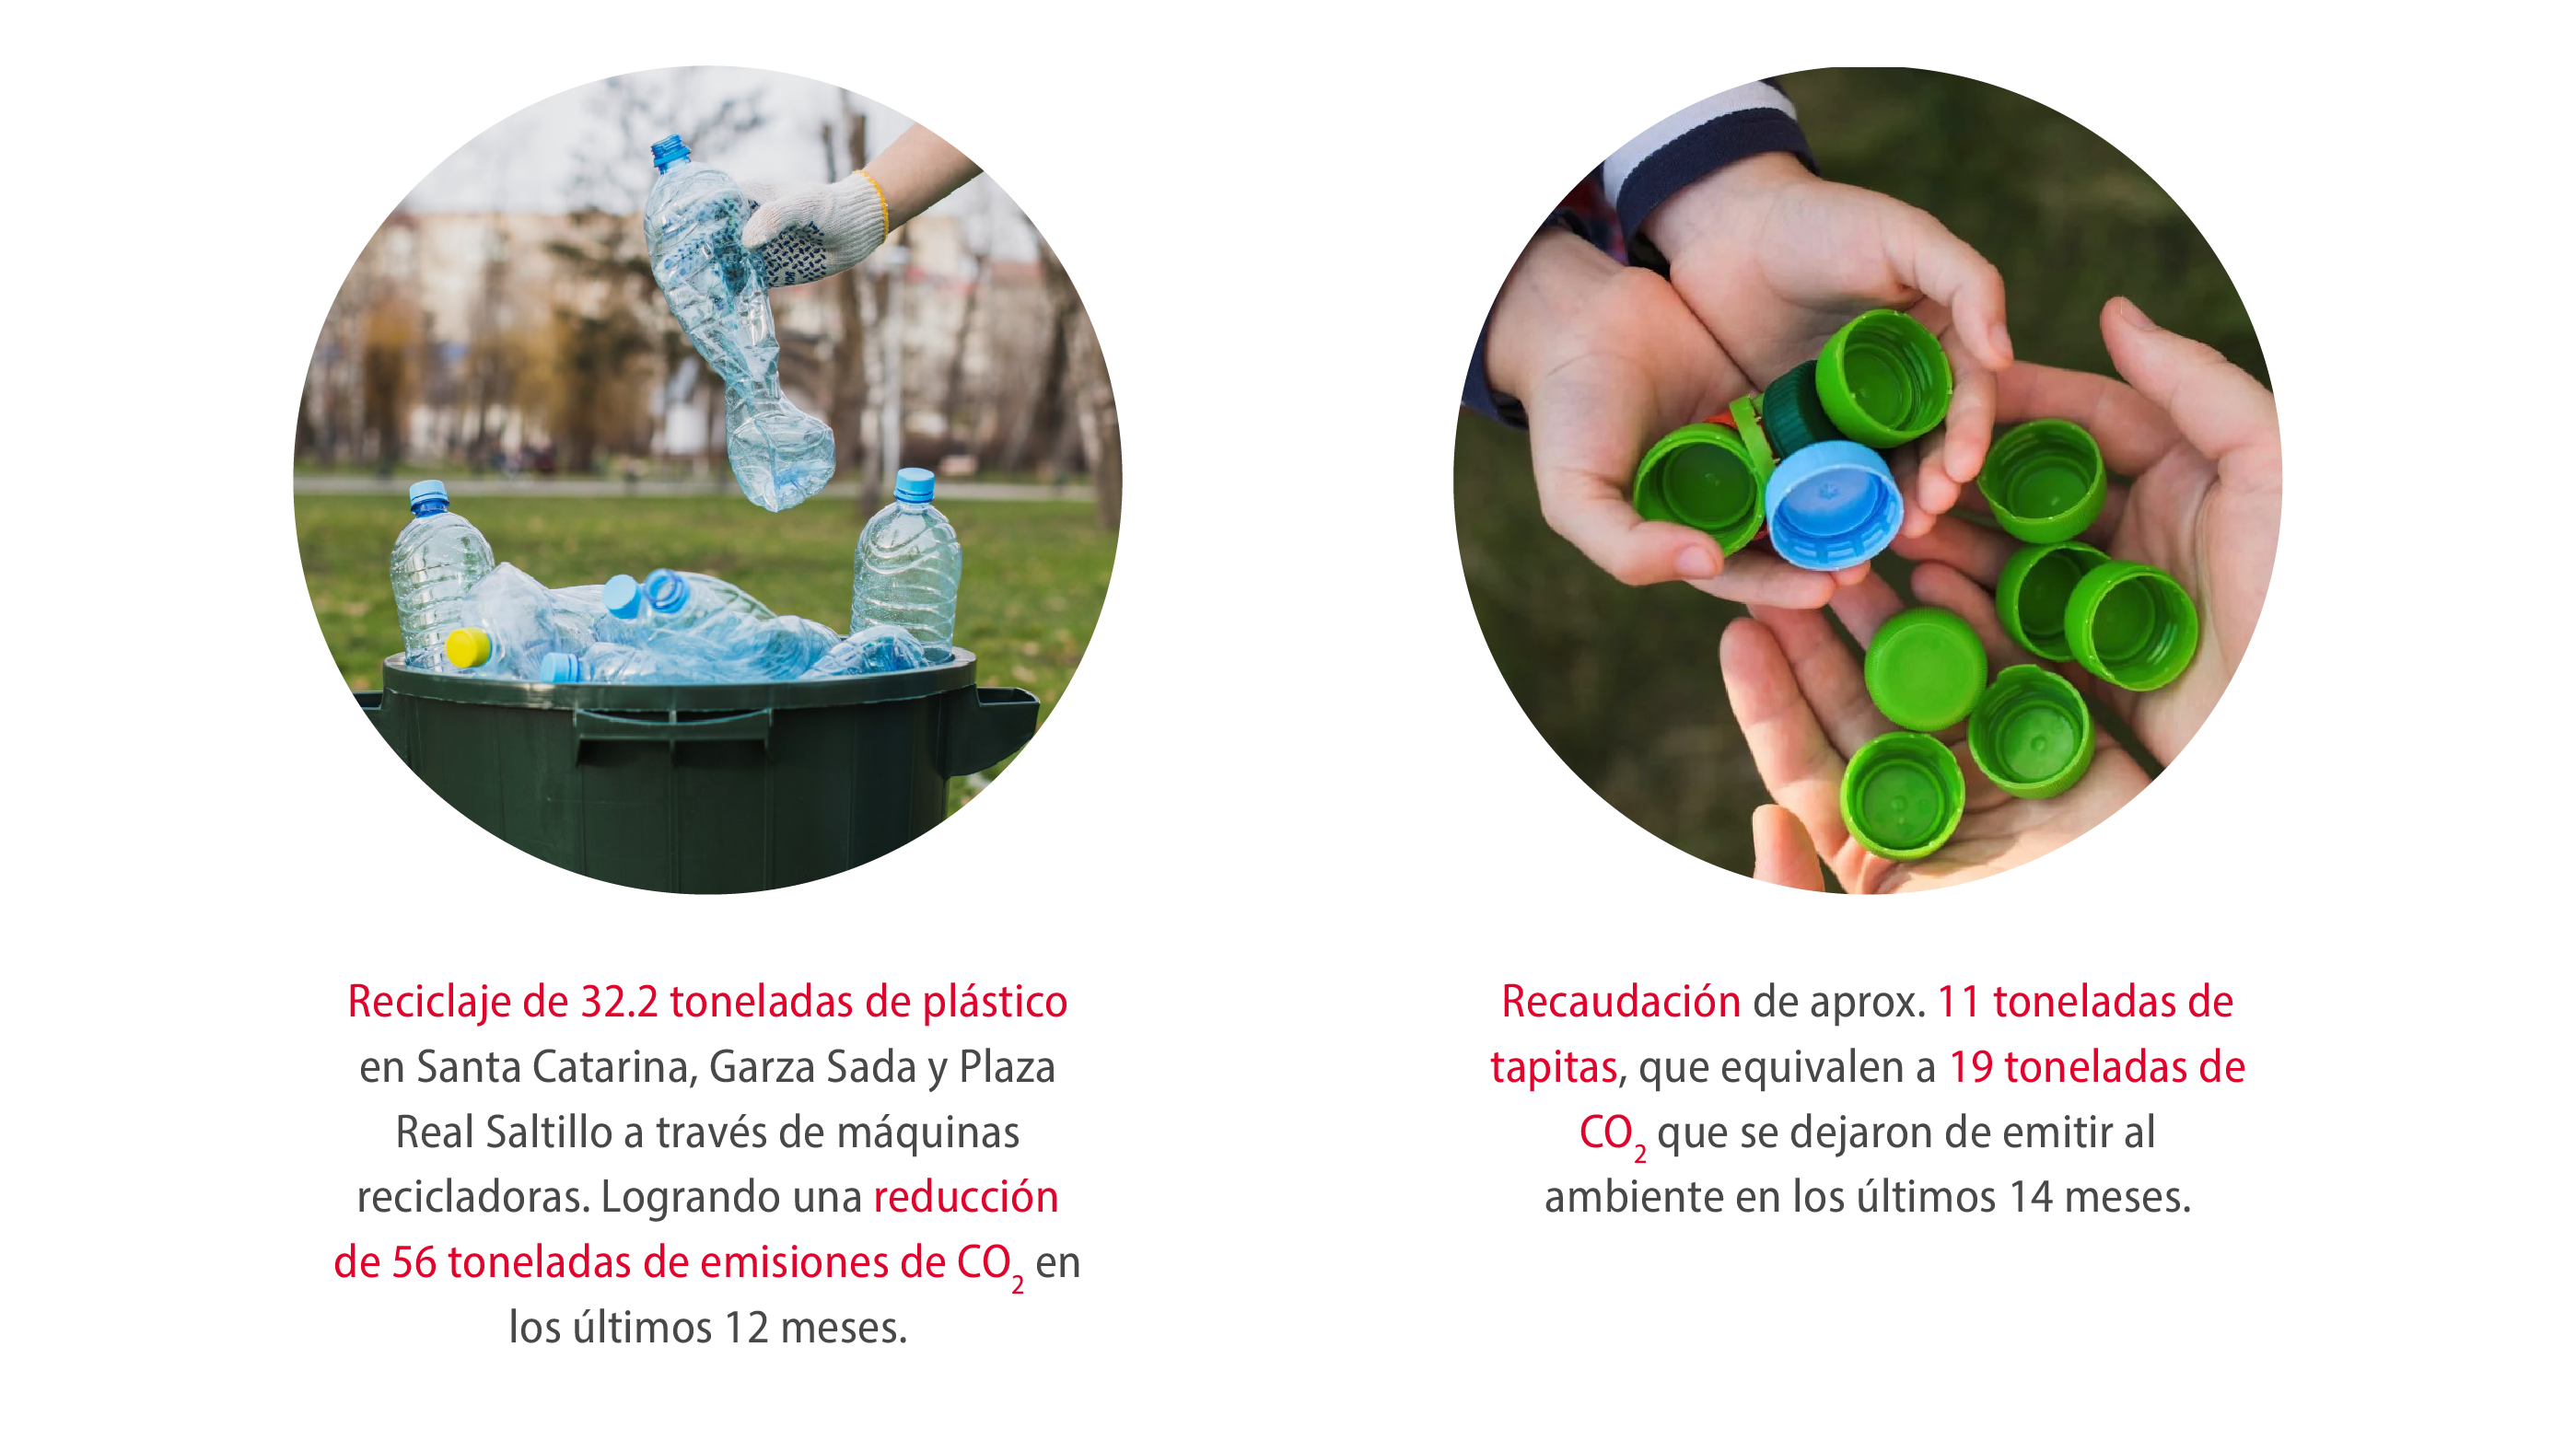 Reciclaje de 32.2 toneladas de plástico
en Santa Catarina, Garza Sada y Plaza
Real Saltillo a través de máquinas
recicladoras. Logrando una reducción
de 56 toneladas de emisiones de CO₂ en
los últimos 12 meses.
Recaudación de aprox. 11 toneladas de
tapitas, que equivalen a 19 toneladas de
CO₂ que se dejaron de emitir al
ambiente en los últimos 14 meses.